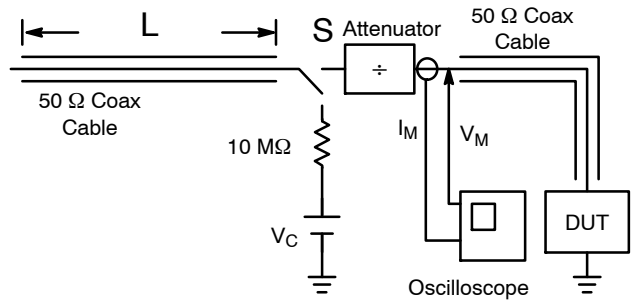 L
S
Attenuator
÷
50 Ω Coax
Cable
50 Ω Coax
Cable
10 MΩ
I_M
V_M
V_C
DUT
Oscilloscope